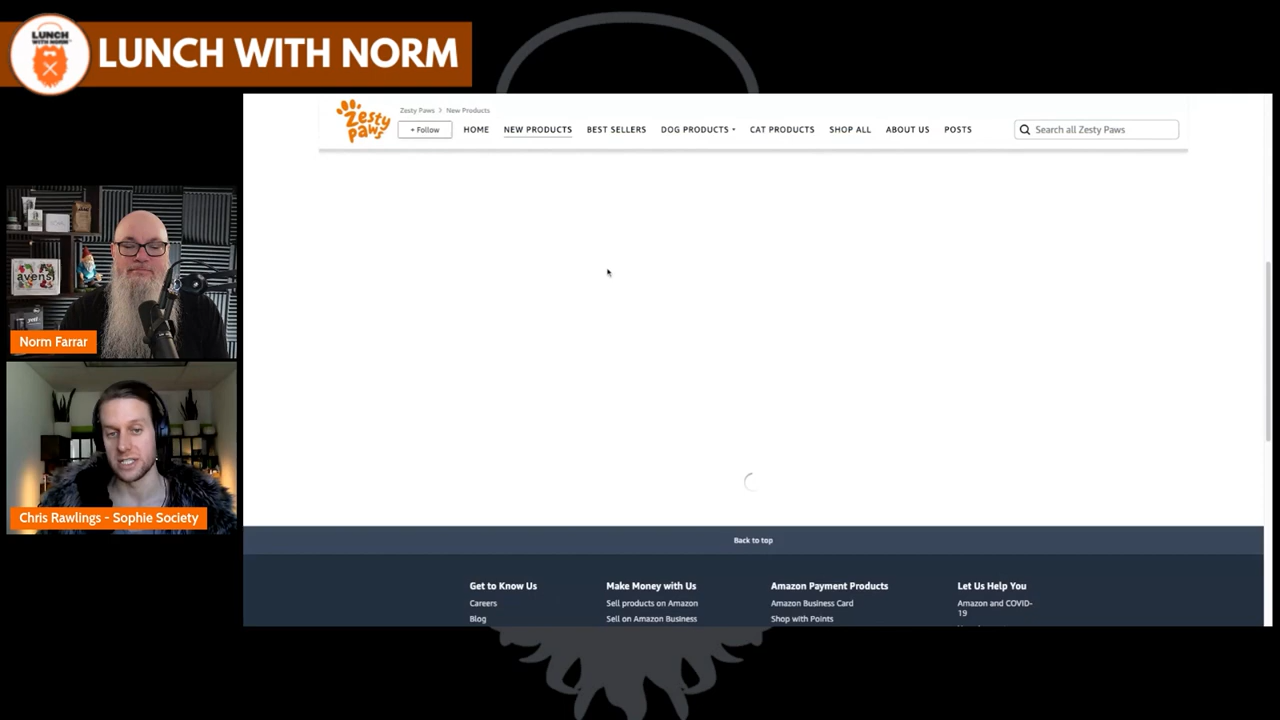 LUNCH
WITH NORM
LUNCH WITH NORM
zesty
paws
Zesty Paws > New Products
+ Follow
HOME
NEW PRODUCTS
BEST SELLERS
DOG PRODUCTS
CAT PRODUCTS
SHOP ALL
ABOUT US
POSTS
Search all Zesty Paws
avens
Norm Farrar
Chris Rawlings - Sophie Society
Back to top
Get to Know Us
Careers
Blog
Make Money with Us
Sell products on Amazon
Sell on Amazon Business
Amazon Payment Products
Amazon Business Card
Shop with Points
Let Us Help You
Amazon and COVID-
19